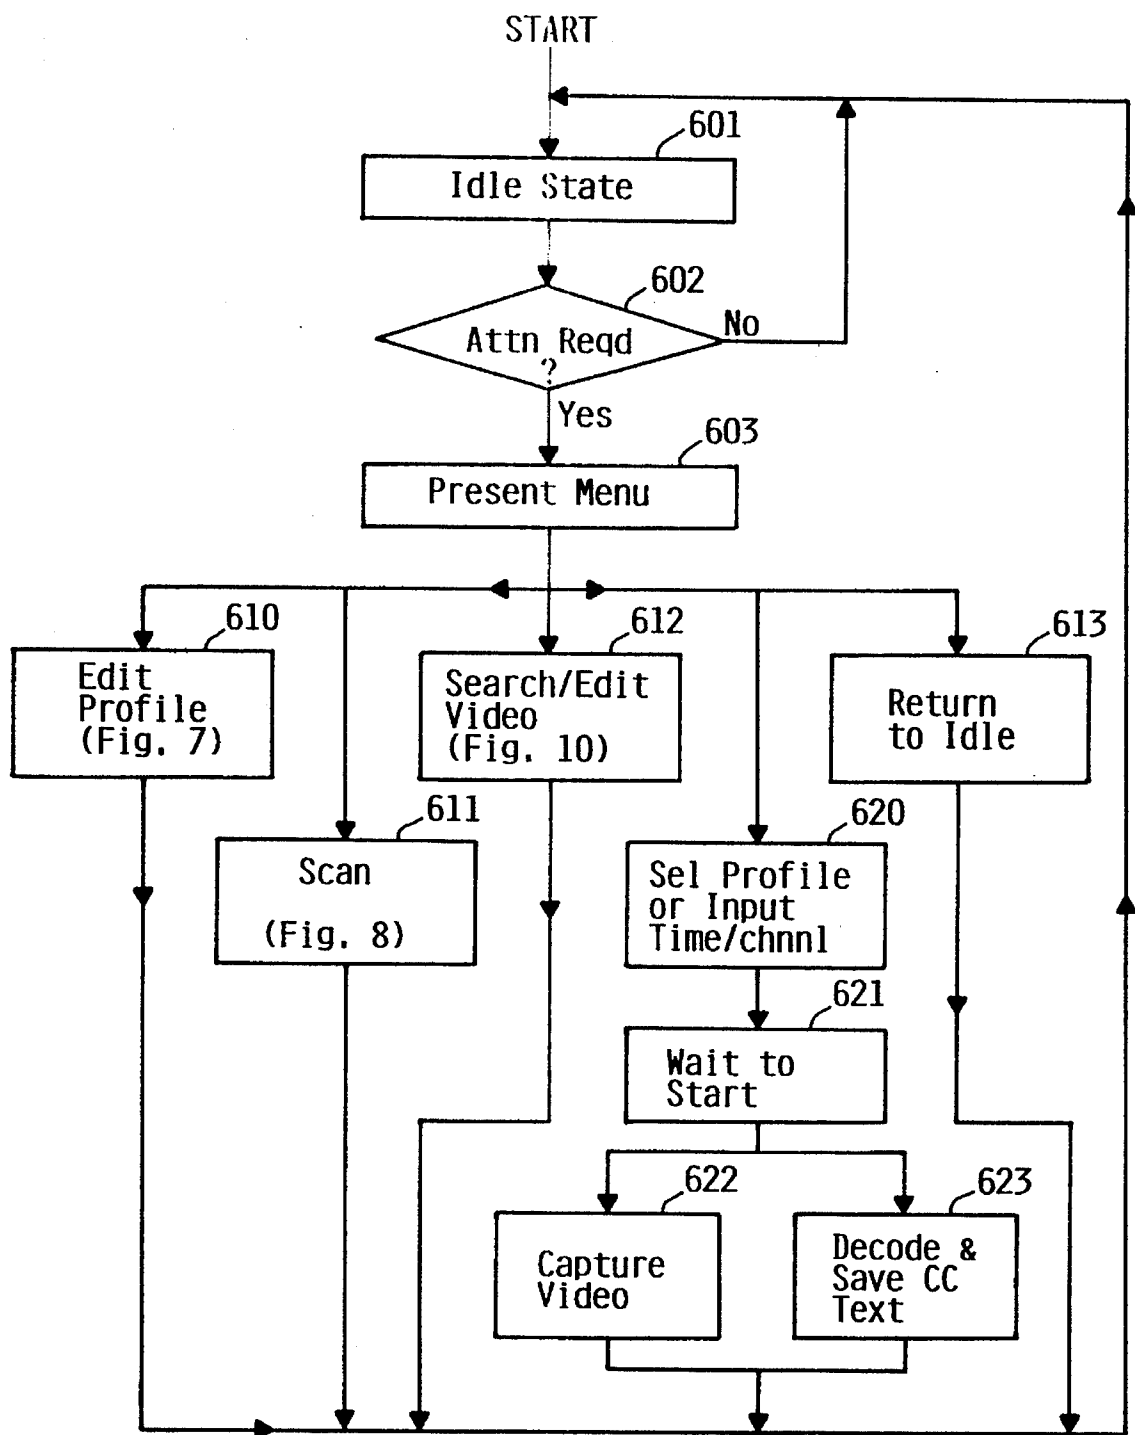 START
601
Idle State
602
Attn Reqd
?
No
Yes
603
Present Menu
610
Edit
Profile
(Fig. 7)
612
Search/Edit
Video
(Fig. 10)
613
Return
to Idle
611
Scan
(Fig. 8)
620
Sel Profile
or Input
Time/chnnl
621
Wait to
Start
622
Capture
Video
623
Decode &
Save CC
Text